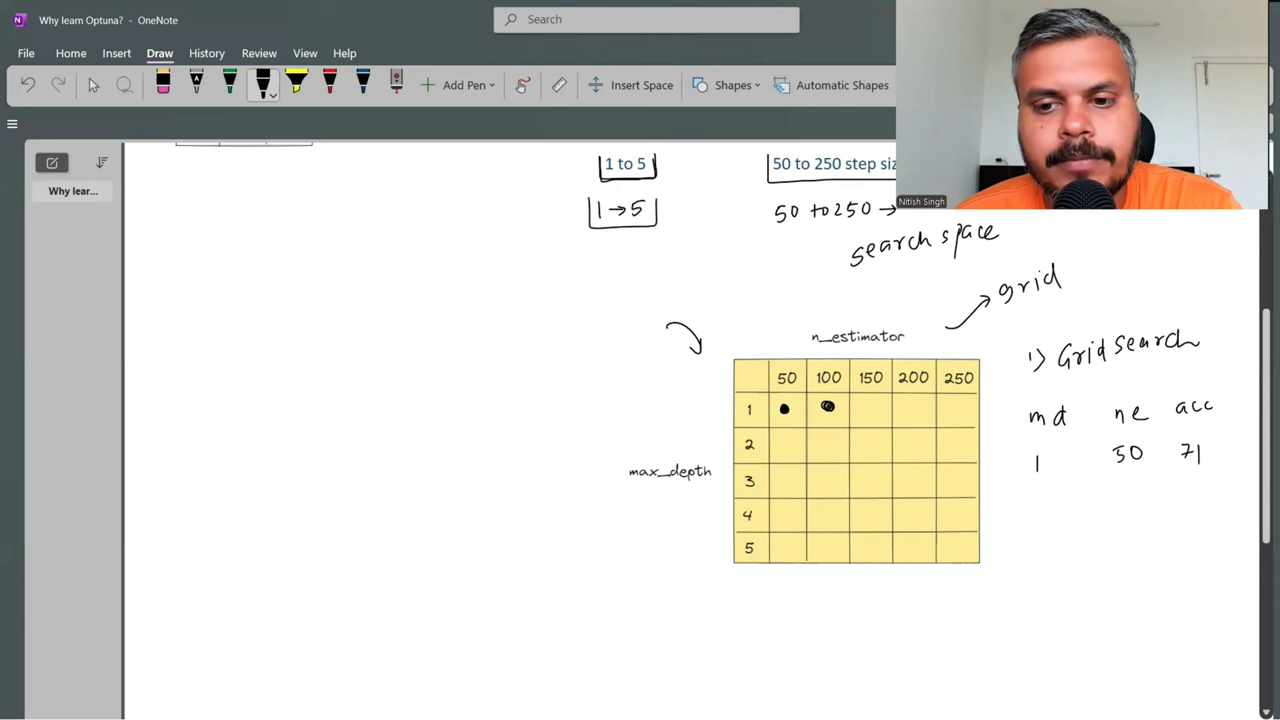 Why learn Optuna? - OneNote
Search
File Home Insert Draw History Review View Help
Add Pen Insert Space Shapes Automatic Shapes
Why lear...
Nitish Singh
1 to 5
50 to 250 step siz
1 → 5
50 to 250 →
search space
grid
n_estimator
1) Grid Search
50 100 150 200 250
1
2
3
4
5
max_depth
md ne acc
1 50 71